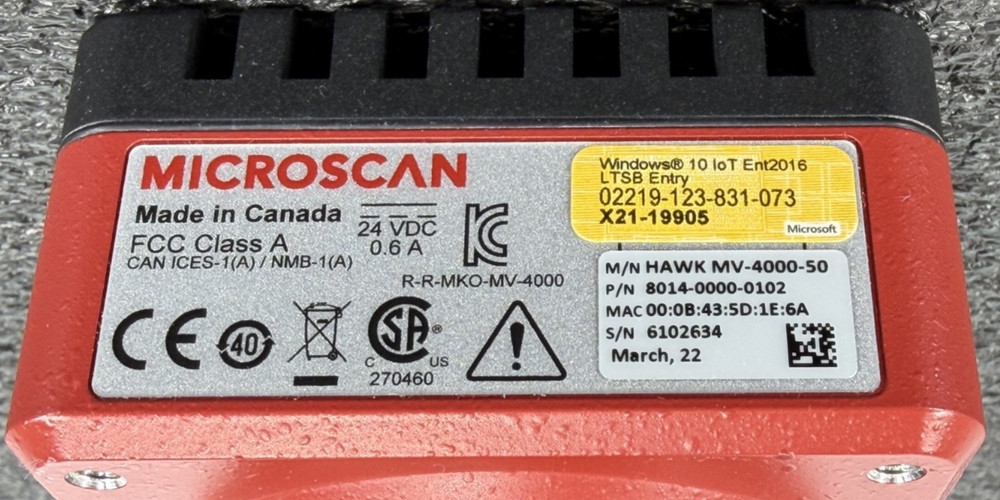 MICROSCAN
Made in Canada
24 VDC
0.6 A
FCC Class A
CAN ICES-1(A) / NMB-1(A)
R-R-MKO-MV-4000
CE
40
C SA ® US
270460
Windows® 10 IoT Ent2016
LTSB Entry
02219-123-831-073
X21-19905
Microsoft
M/N HAWK MV-4000-50
P/N 8014-0000-0102
MAC 00:0B:43:5D:1E:6A
S/N 6102634
March, 22